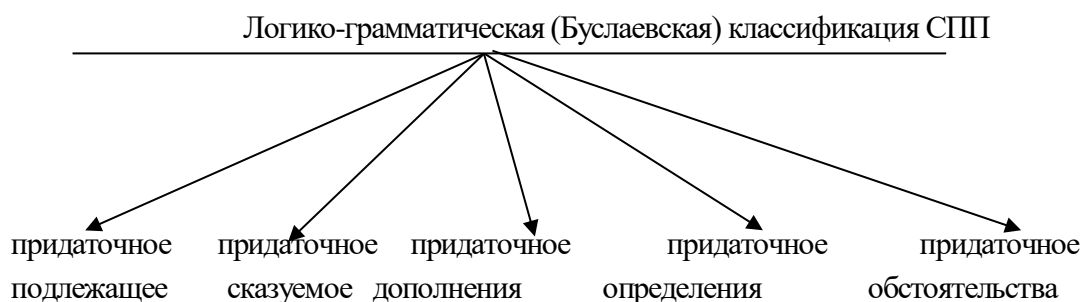 Логико-грамматическая (Буслаевская) классификация СПП
придаточное придаточное придаточное придаточное придаточное
подлежащее сказуемое дополнения определения обстоятельства